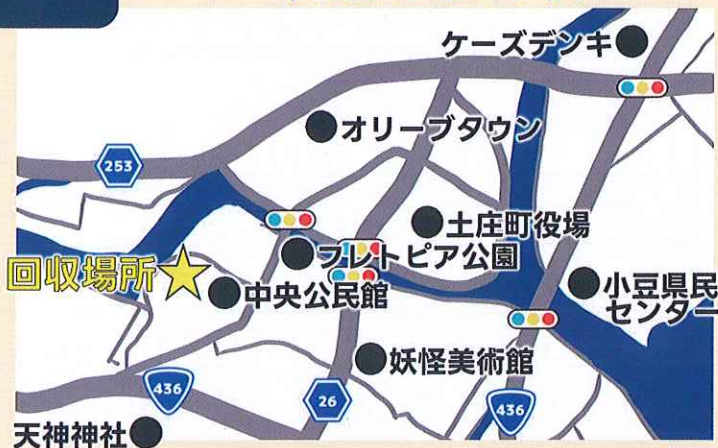 ケーズデンキ
オリーブタウン
253
土庄町役場
フレトピア公園
回収場所
中央公民館
小豆県民
センター
妖怪美術館
436
26
436
天神神社